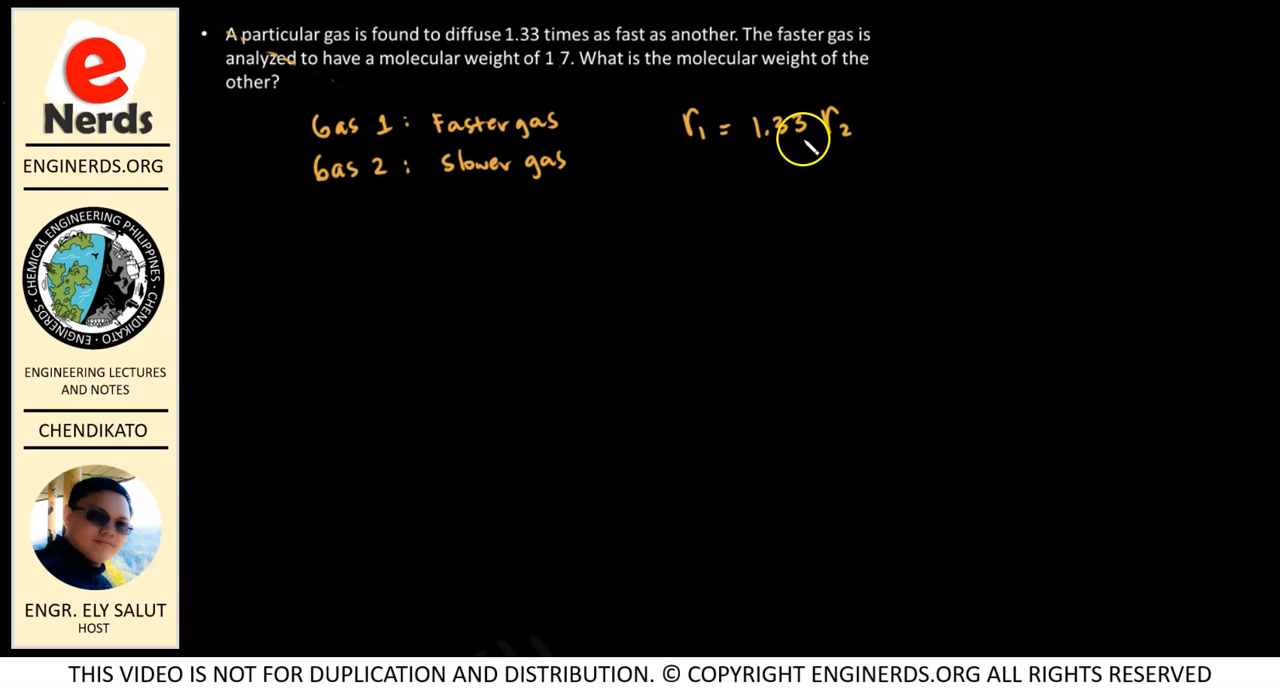 e
Nerds
ENGINERDS.ORG
CHEMICAL ENGINEERING PHILIPPINES
· CHENDIKATO · ENGINERDS ·
ENGINEERING LECTURES
AND NOTES
CHENDIKATO
ENGR. ELY SALUT
HOST
• A particular gas is found to diffuse 1.33 times as fast as another. The faster gas is
analyzed to have a molecular weight of 1 7. What is the molecular weight of the
other?
Gas 1 : Faster gas
Gas 2 : Slower gas
r₁ = 1.33 r₂
THIS VIDEO IS NOT FOR DUPLICATION AND DISTRIBUTION. © COPYRIGHT ENGINERDS.ORG ALL RIGHTS RESERVED